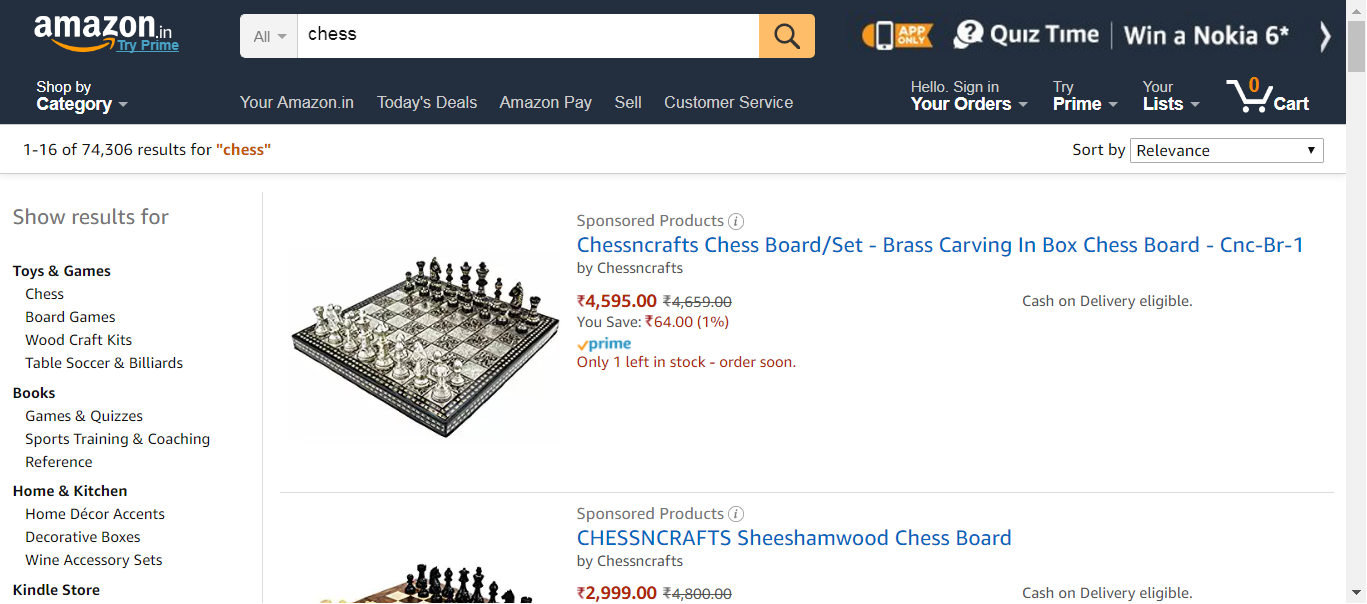 amazon.in
Try Prime
All
chess
APP ONLY
Quiz Time
Win a Nokia 6*
Shop by
Category
Your Amazon.in
Today's Deals
Amazon Pay
Sell
Customer Service
Hello. Sign in
Your Orders
Try
Prime
Your
Lists
0
Cart
1-16 of 74,306 results for "chess"
Sort by
Relevance
Show results for
Toys & Games
Chess
Board Games
Wood Craft Kits
Table Soccer & Billiards
Books
Games & Quizzes
Sports Training & Coaching
Reference
Home & Kitchen
Home Décor Accents
Decorative Boxes
Wine Accessory Sets
Kindle Store
Sponsored Products
Chessncrafts Chess Board/Set - Brass Carving In Box Chess Board - Cnc-Br-1
by Chessncrafts
₹4,595.00 ₹4,659.00
You Save: ₹64.00 (1%)
prime
Only 1 left in stock - order soon.
Cash on Delivery eligible.
Sponsored Products
CHESSNCRAFTS Sheeshamwood Chess Board
by Chessncrafts
₹2,999.00 ₹4,800.00
Cash on Delivery eligible.